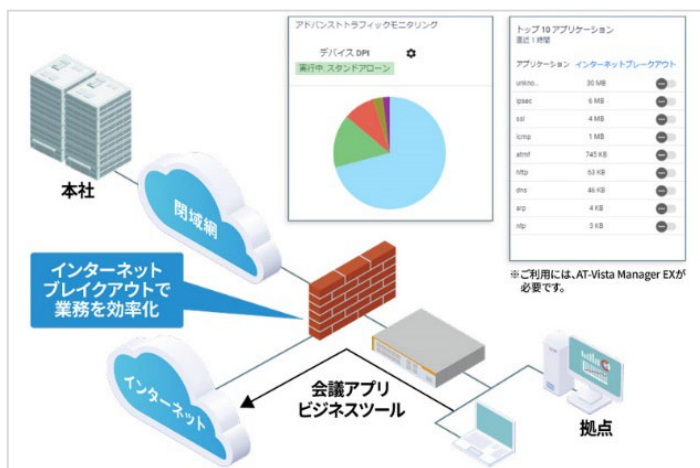 アドバンストトラフィックモニタリング
デバイス DPI
実行中: スタンドアローン
トップ 10 アプリケーション
直近 1 時間
アプリケーション インターネットブレークアウト
unkno.. 30 MB
ipsec 6 MB
ssl 4 MB
icmp 1 MB
atmf 745 KB
http 63 KB
dns 46 KB
arp 4 KB
ntp 3 KB
※ご利用には、AT-Vista Manager EXが
必要です。
本社
閉域網
インターネット
ブレイクアウトで
業務を効率化
インターネット
会議アプリ
ビジネスツール
拠点